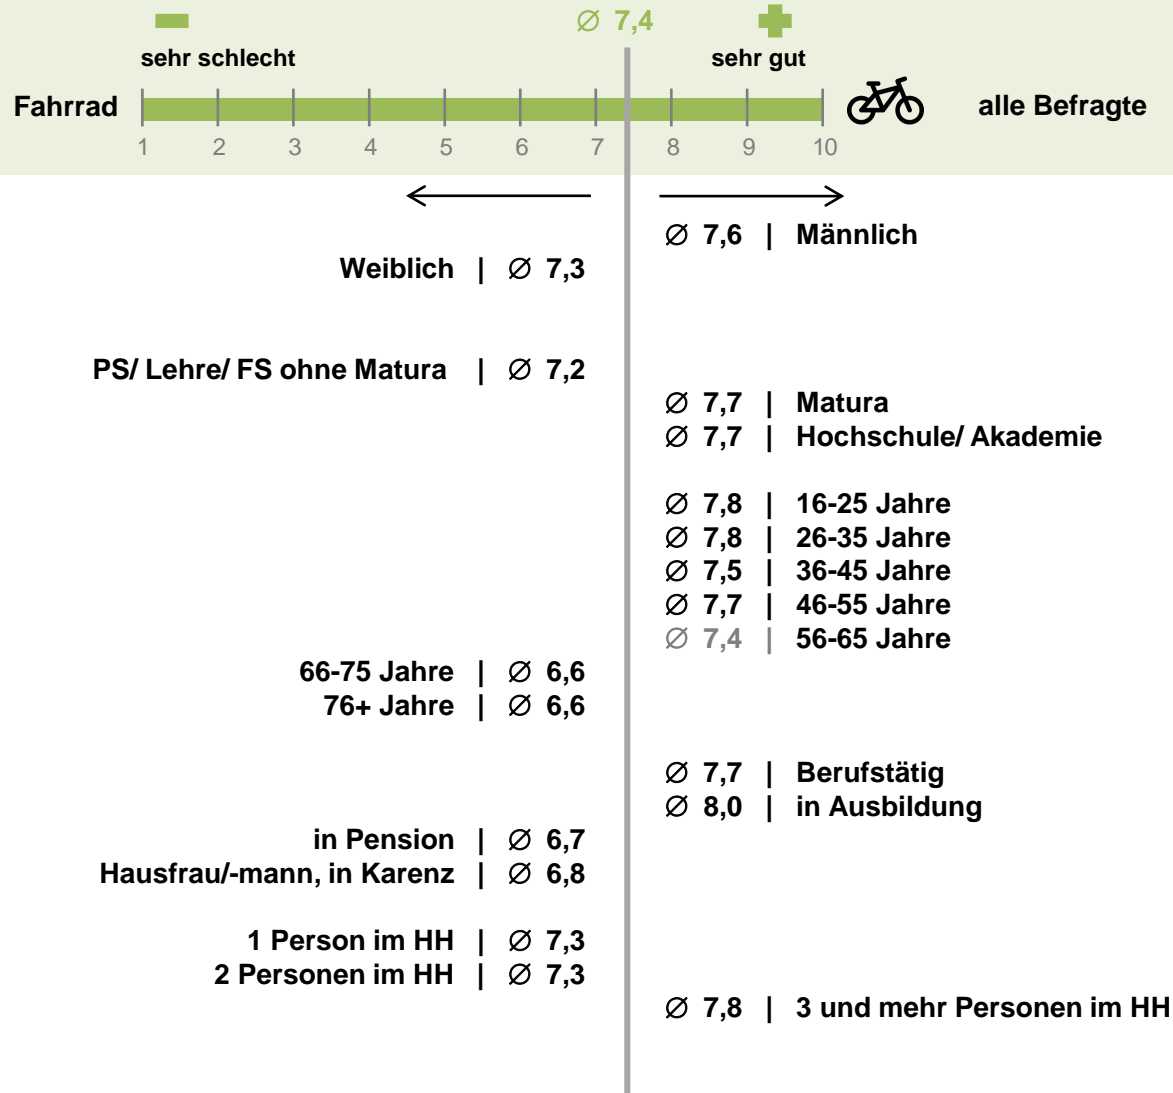 Ø 7,4
sehr schlecht
sehr gut
Fahrrad
alle Befragte
1 2 3 4 5 6 7 8 9 10
Ø 7,6 | Männlich
Weiblich | Ø 7,3
PS/ Lehre/ FS ohne Matura | Ø 7,2
Ø 7,7 | Matura
Ø 7,7 | Hochschule/ Akademie
Ø 7,8 | 16-25 Jahre
Ø 7,8 | 26-35 Jahre
Ø 7,5 | 36-45 Jahre
Ø 7,7 | 46-55 Jahre
Ø 7,4 | 56-65 Jahre
66-75 Jahre | Ø 6,6
76+ Jahre | Ø 6,6
Ø 7,7 | Berufstätig
Ø 8,0 | in Ausbildung
in Pension | Ø 6,7
Hausfrau/-mann, in Karenz | Ø 6,8
1 Person im HH | Ø 7,3
2 Personen im HH | Ø 7,3
Ø 7,8 | 3 und mehr Personen im HH